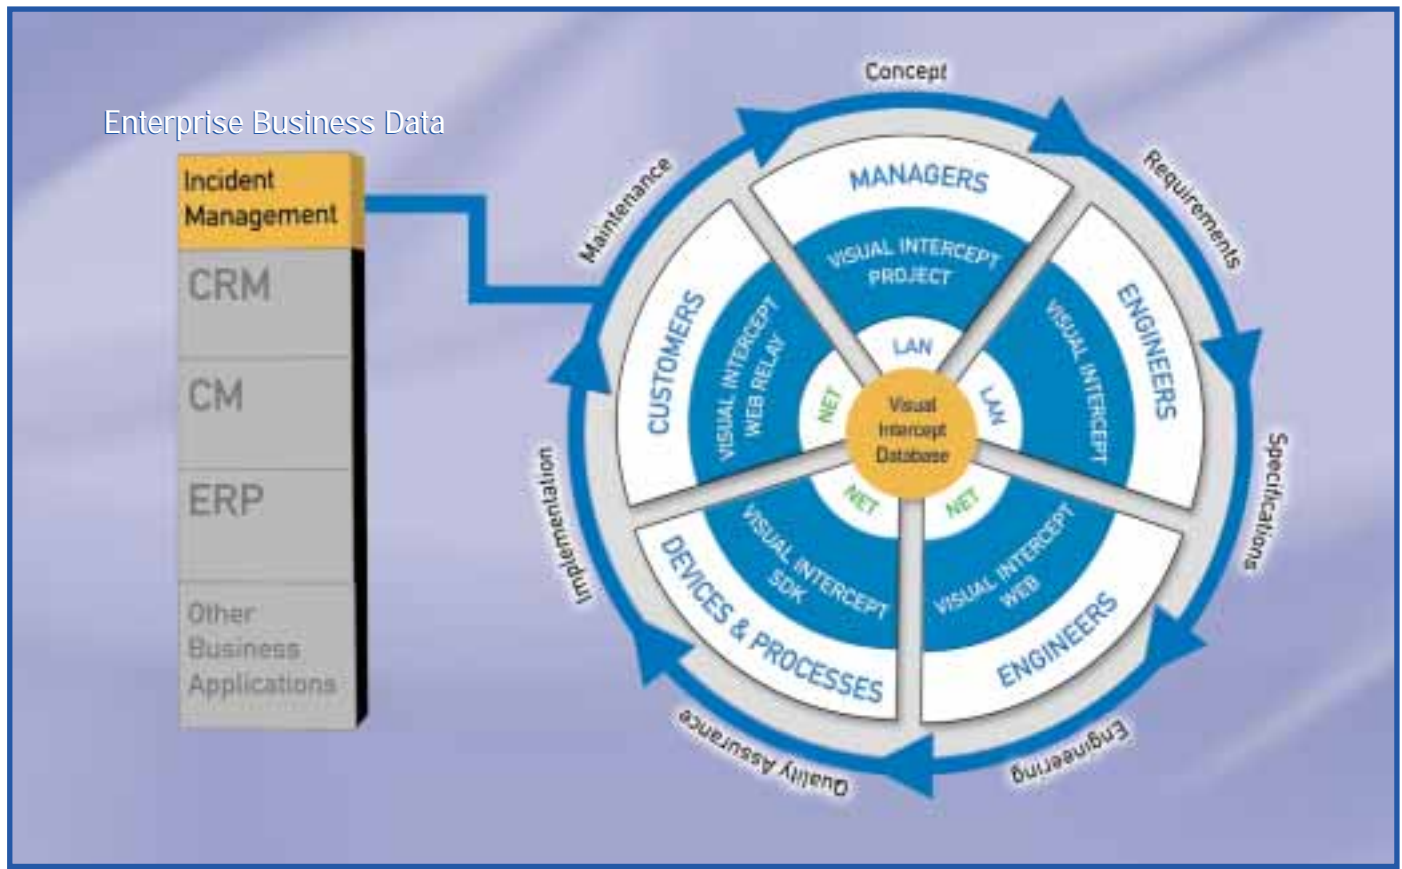 Enterprise Business Data
Incident
Management
CRM
CM
ERP
Other
Business
Applications
Concept
Requirements
Specifications
Engineering
Quality Assurance
Implementation
Maintenance
MANAGERS
VISUAL INTERCEPT
PROJECT
LAN
ENGINEERS
VISUAL INTERCEPT
LAN
ENGINEERS
VISUAL INTERCEPT
WEB
NET
DEVICES & PROCESSES
VISUAL INTERCEPT
SDK
NET
CUSTOMERS
VISUAL INTERCEPT
WEB RELAY
NET
Visual
Intercept
Database